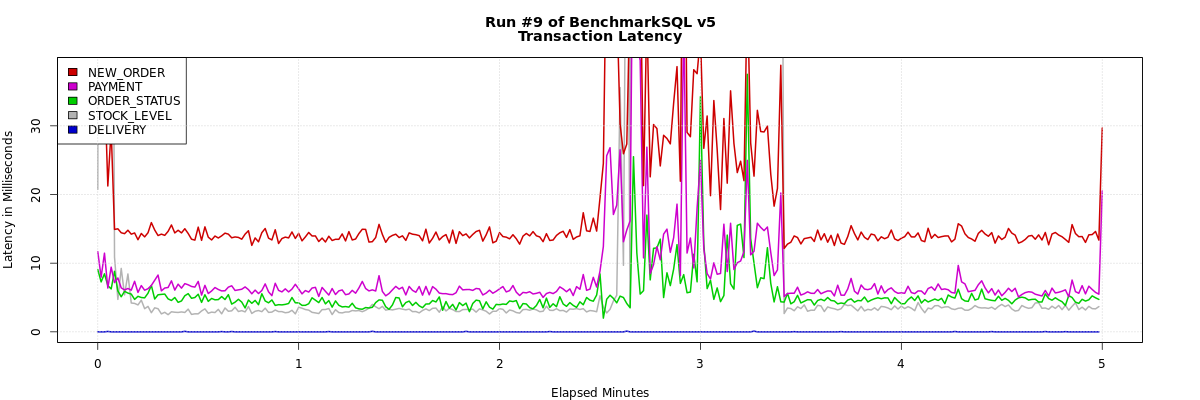 Run #9 of BenchmarkSQL v5
Transaction Latency
NEW_ORDER
PAYMENT
ORDER_STATUS
STOCK_LEVEL
DELIVERY
Latency in Milliseconds
30
20
10
0
0 1 2 3 4 5
Elapsed Minutes